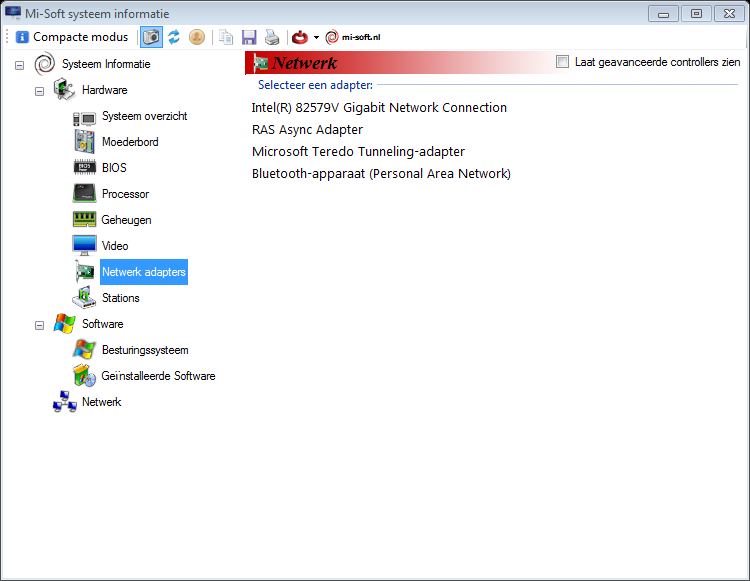 Mi-Soft systeem informatie
Compacte modus
mi-soft.nl
Systeem Informatie
Hardware
Systeem overzicht
Moederbord
BIOS
BIOS
Processor
Geheugen
Video
Netwerk adapters
Stations
Software
Besturingssysteem
Geïnstalleerde Software
Netwerk
Netwerk
Laat geavanceerde controllers zien
Selecteer een adapter:
Intel(R) 82579V Gigabit Network Connection
RAS Async Adapter
Microsoft Teredo Tunneling-adapter
Bluetooth-apparaat (Personal Area Network)